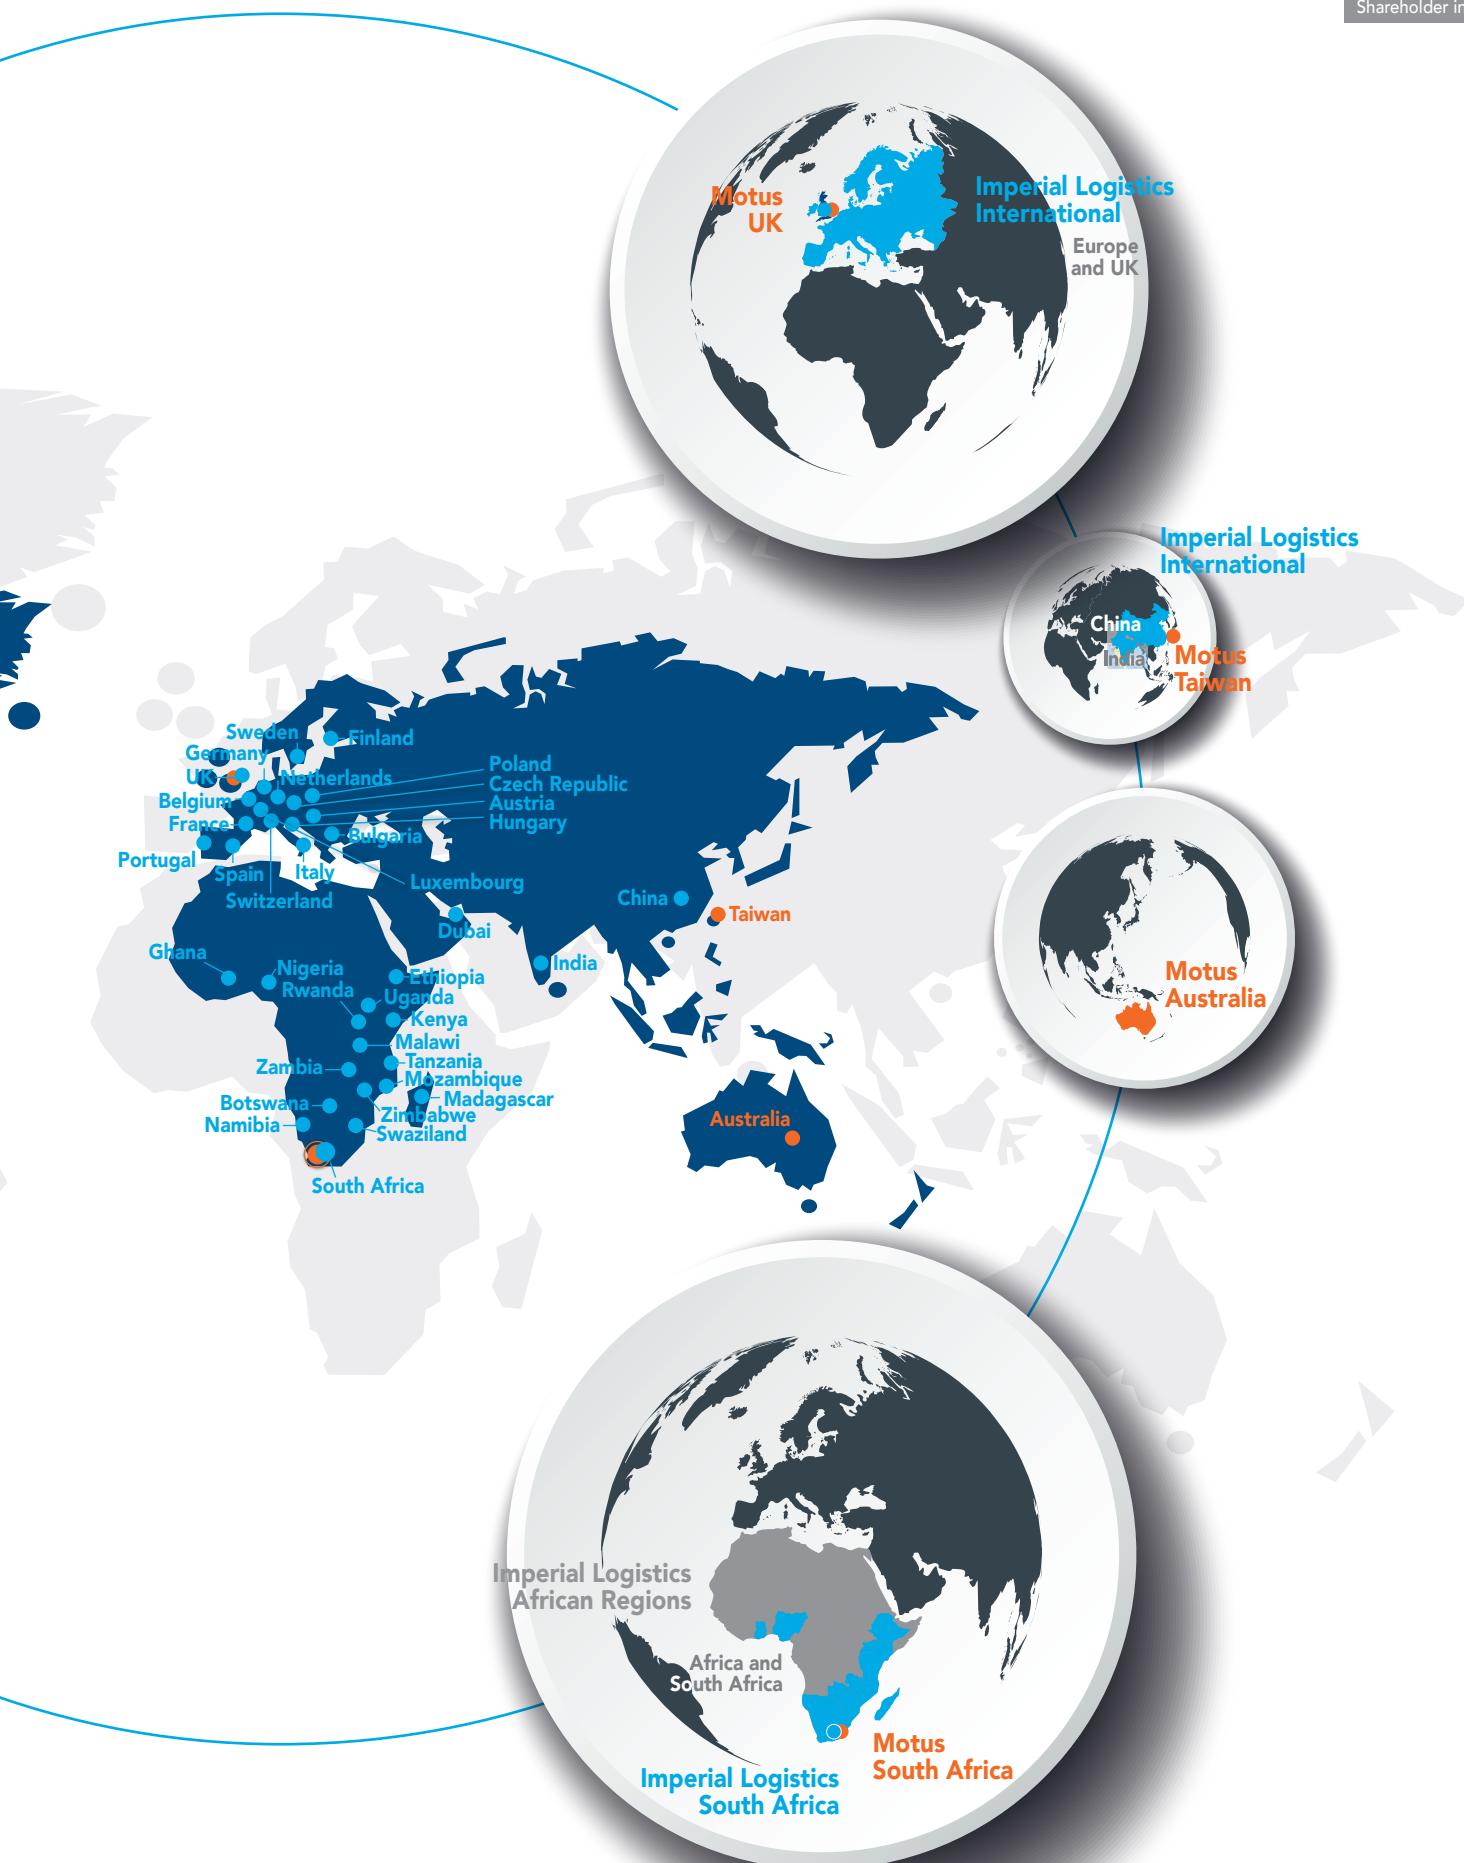 Shareholder in
Motus
UK
Imperial Logistics
International
Europe
and UK
Imperial Logistics
International
China
India
Motus
Taiwan
Sweden
Finland
Germany
UK
Netherlands
Poland
Czech Republic
Belgium
Austria
France
Hungary
Bulgaria
Portugal
Spain
Italy
Luxembourg
Switzerland
China
Taiwan
Dubai
Ghana
India
Nigeria
Ethiopia
Rwanda
Uganda
Kenya
Malawi
Zambia
Tanzania
Mozambique
Botswana
Madagascar
Zimbabwe
Namibia
Swaziland
South Africa
Australia
Motus
Australia
Imperial Logistics
African Regions
Africa and
South Africa
Motus
South Africa
Imperial Logistics
South Africa